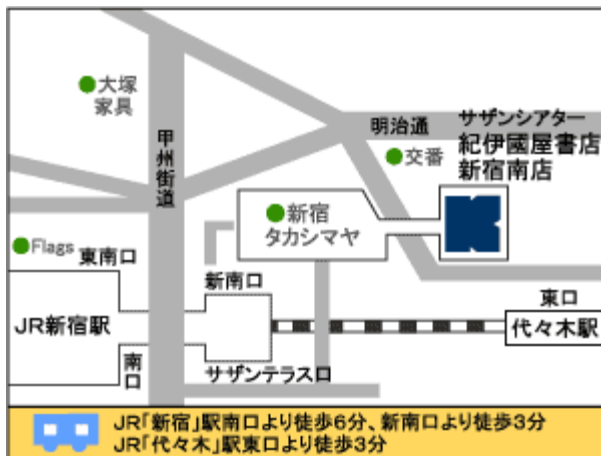 大塚
家具
甲州街道
明治通
サザンシアター
紀伊國屋書店
新宿南店
交番
新宿
タカシマヤ
Flags
東南口
新南口
東口
JR新宿駅
代々木駅
南口
サザンテラス口
JR「新宿」駅南口より徒歩6分、新南口より徒歩3分
JR「代々木」駅東口より徒歩3分